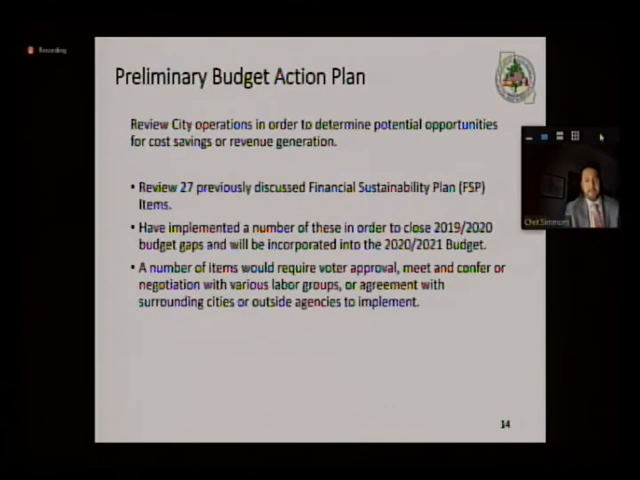 Recording
Preliminary Budget Action Plan
Review City operations in order to determine potential opportunities
for cost savings or revenue generation.
• Review 27 previously discussed Financial Sustainability Plan (FSP)
Items.
• Have implemented a number of these in order to close 2019/2020
budget gaps and will be incorporated into the 2020/2021 Budget.
• A number of items would require voter approval, meet and confer or
negotiation with various labor groups, or agreement with
surrounding cities or outside agencies to implement.
Chet Simmons
14